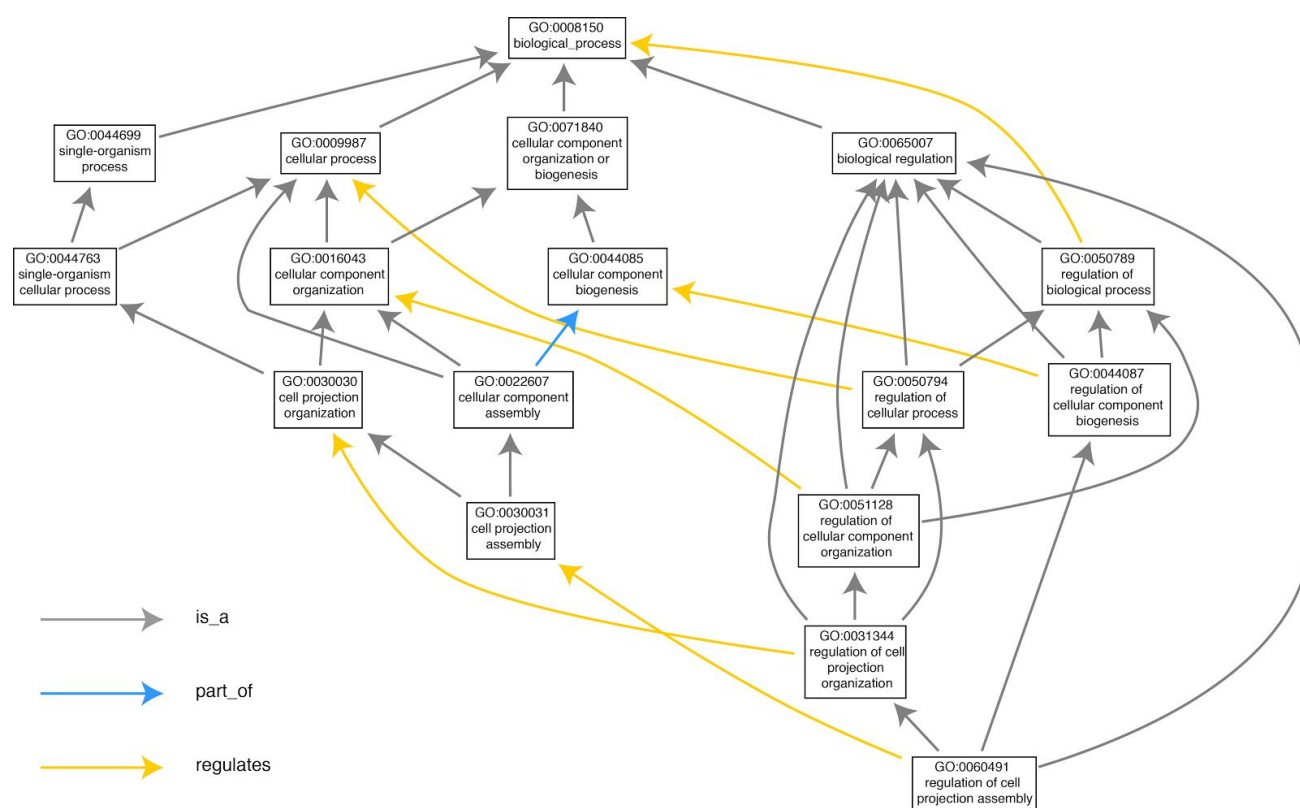 GO:0008150
biological_process
GO:0044699
single-organism
process
GO:0009987
cellular process
GO:0071840
cellular component
organization or
biogenesis
GO:0065007
biological regulation
GO:0044763
single-organism
cellular process
GO:0016043
cellular component
organization
GO:0044085
cellular component
biogenesis
GO:0050789
regulation of
biological process
GO:0030030
cell projection
organization
GO:0022607
cellular component
assembly
GO:0050794
regulation of
cellular process
GO:0044087
regulation of
cellular component
biogenesis
GO:0030031
cell projection
assembly
GO:0051128
regulation of
cellular component
organization
GO:0031344
regulation of cell
projection
organization
GO:0060491
regulation of cell
projection assembly
is_a
part_of
regulates